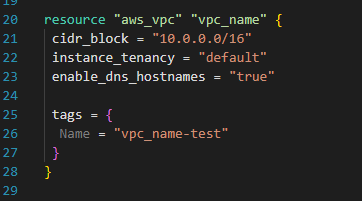 20 resource "aws_vpc" "vpc_name" {
21 cidr_block = "10.0.0.0/16"
22 instance_tenancy = "default"
23 enable_dns_hostnames = "true"
24
25 tags = {
26 Name = "vpc_name-test"
27 }
28 }
29